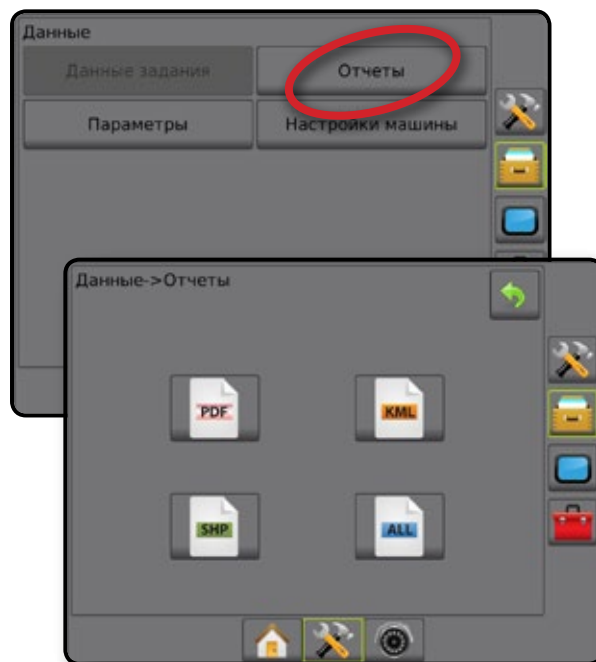 Данные
Данные задания
Отчеты
Параметры
Настройки машины
Данные->Отчеты
PDF
KML
SHP
ALL